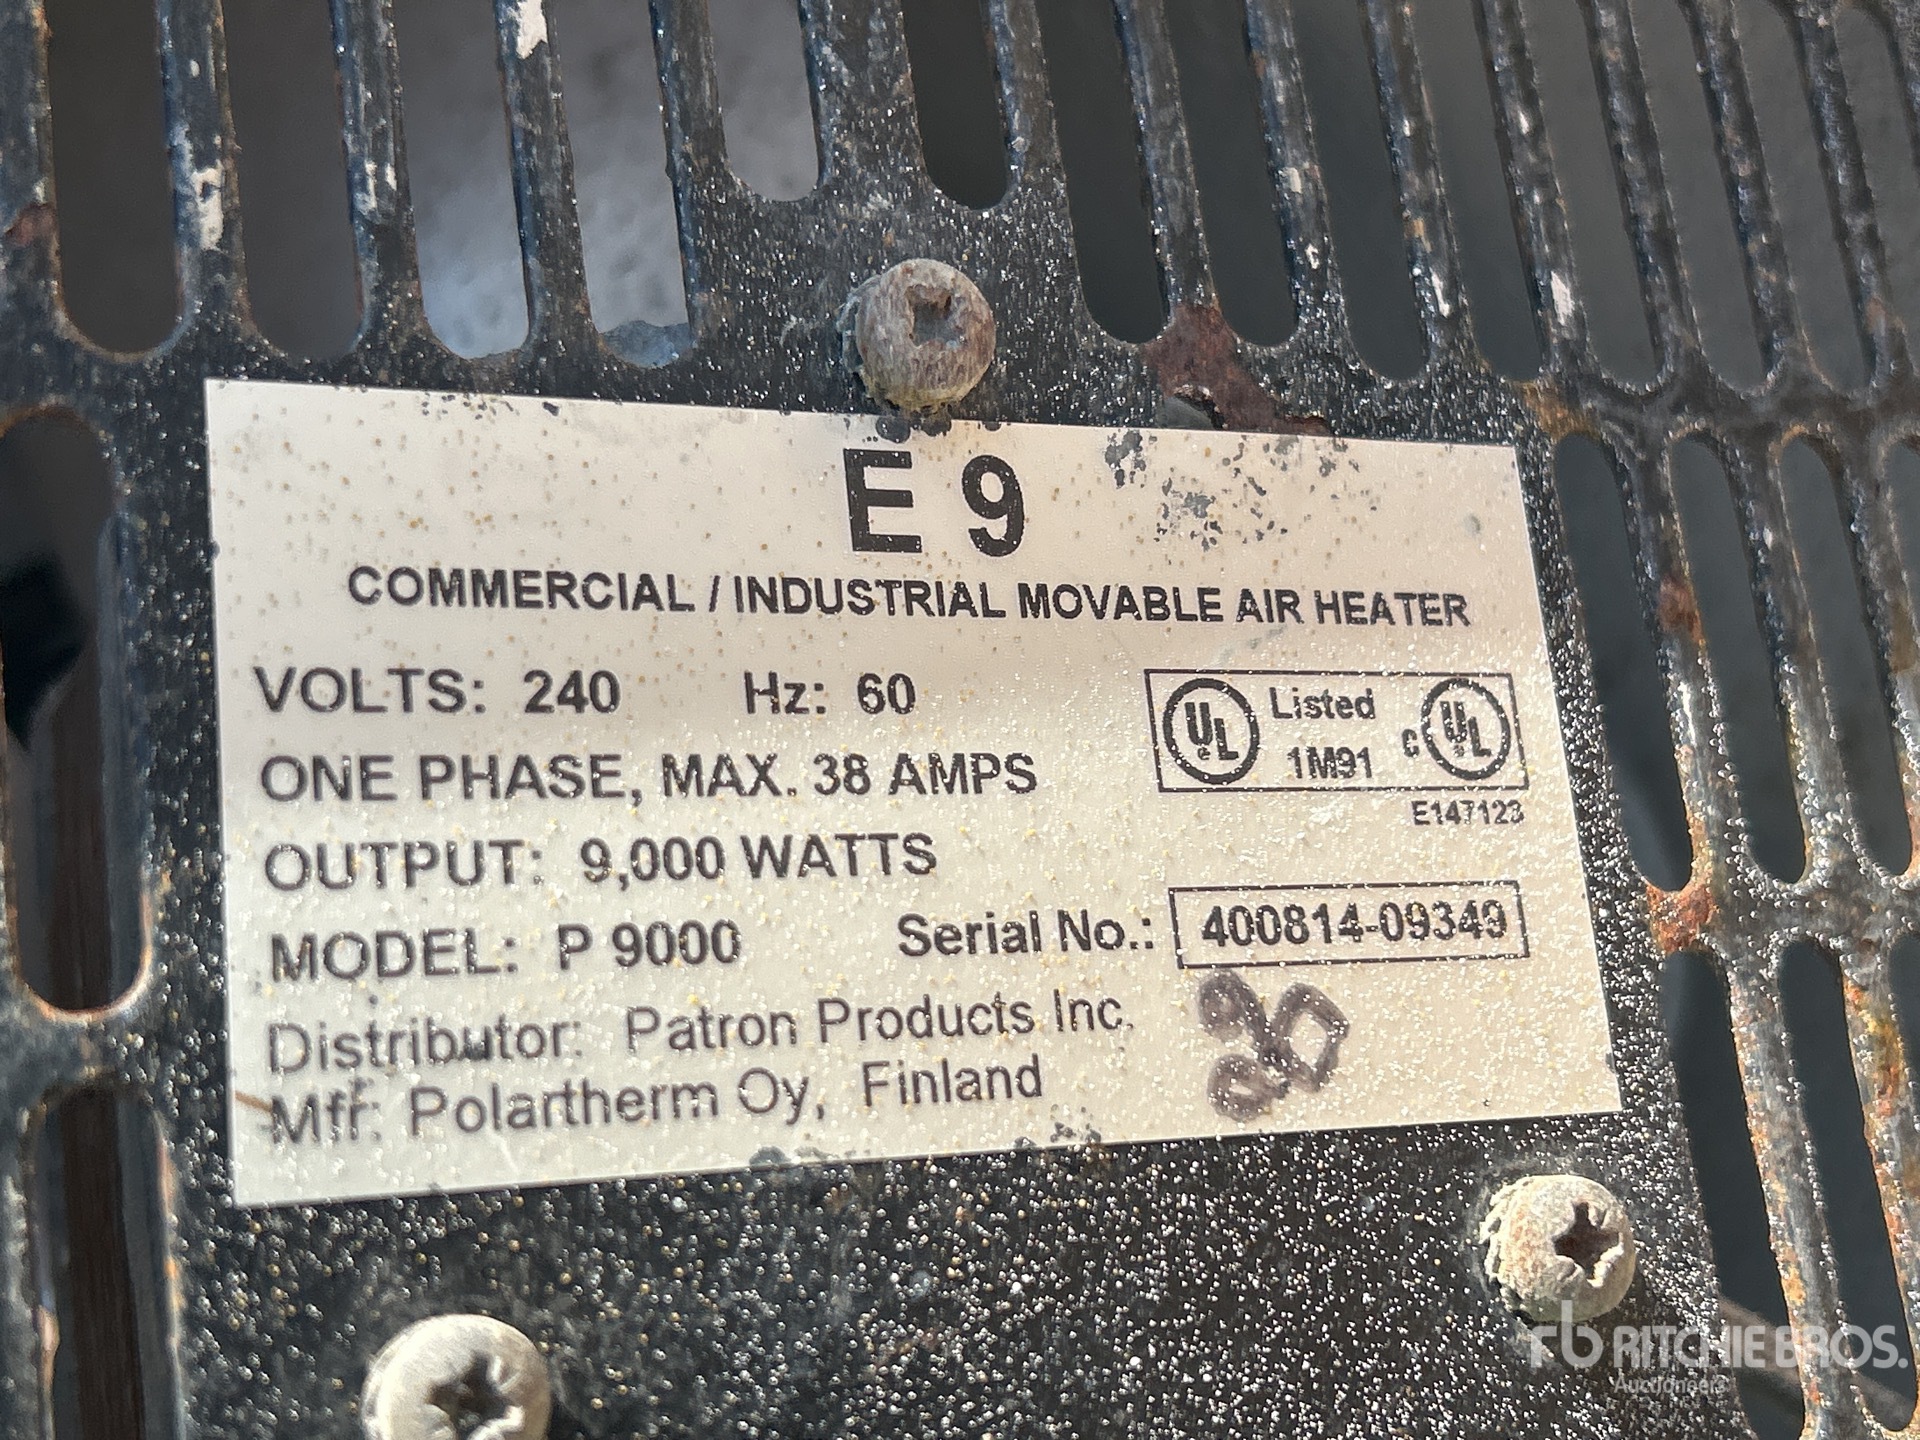 E 9
COMMERCIAL / INDUSTRIAL MOVABLE AIR HEATER
VOLTS: 240 Hz: 60
UL Listed 1M91 c UL
E147123
ONE PHASE, MAX. 38 AMPS
OUTPUT: 9,000 WATTS
MODEL: P 9000 Serial No.: 400814-09349
Distributor: Patron Products Inc.
Mfr: Polartherm Oy, Finland
rb RITCHIE BROS.
Auctioneers